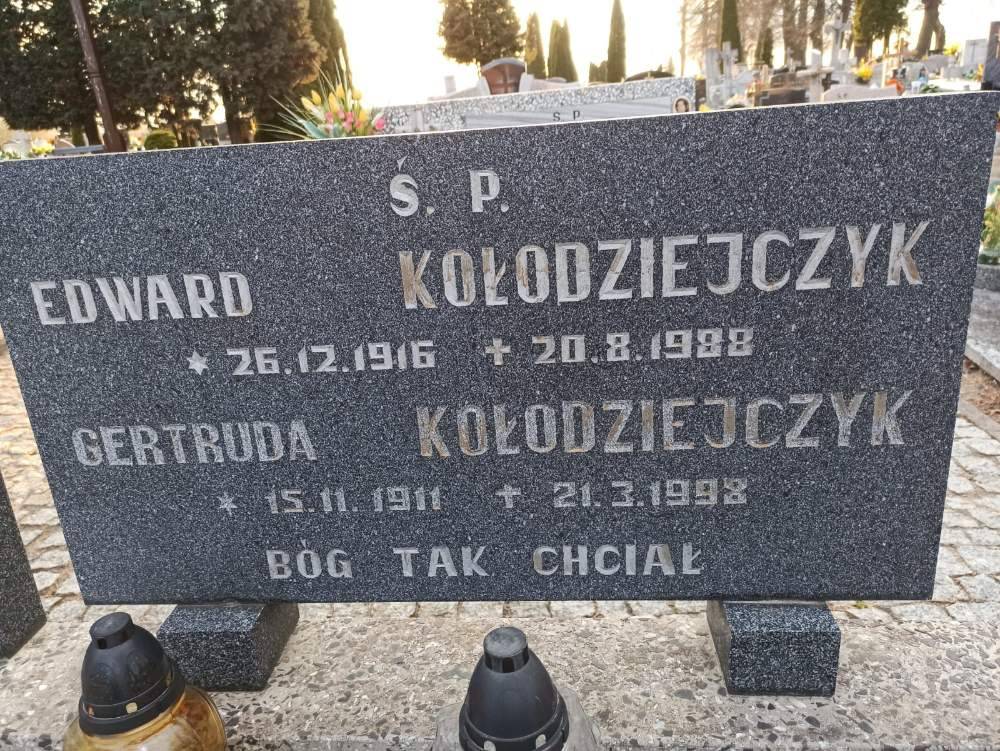 S. P.
Ś. P.
EDWARD KOŁODZIEJCZYK
* 26.12.1916 + 20.8.1988
GERTRUDA KOŁODZIEJCZYK
* 15.11.1911 + 21.3.1998
BÓG TAK CHCIAŁ